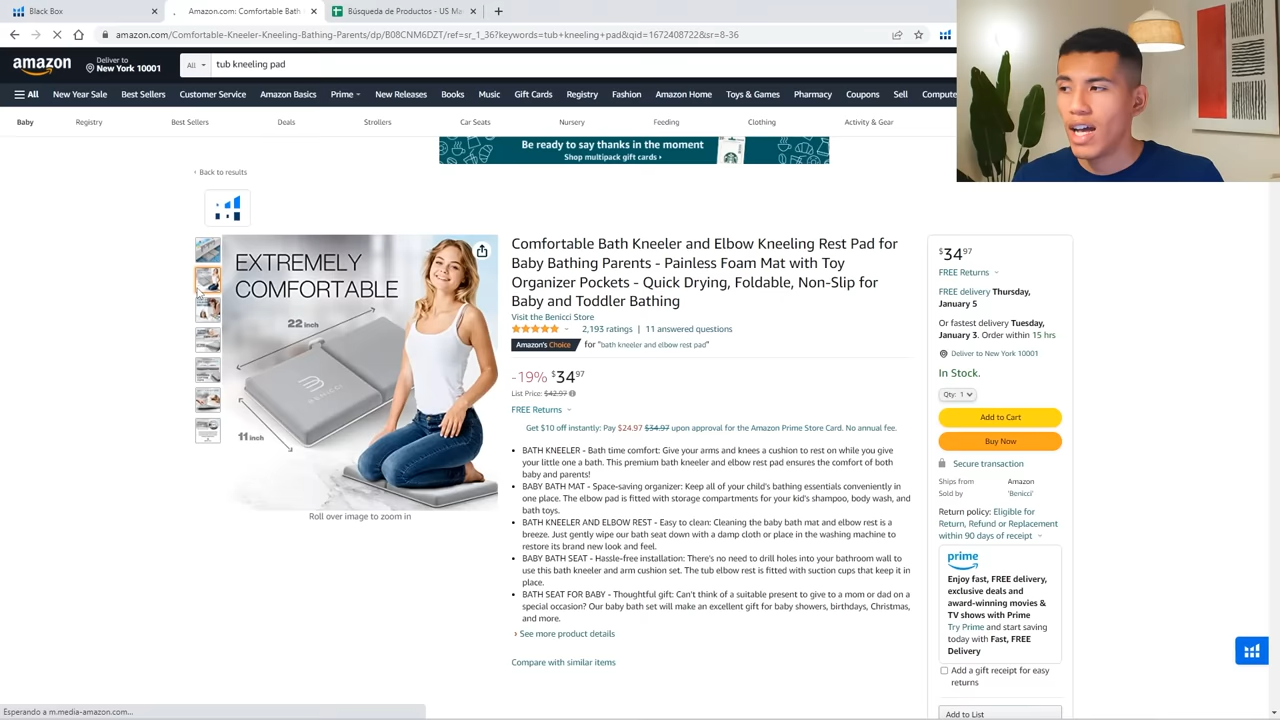 Black Box
Amazon.com: Comfortable Bath
Búsqueda de Productos - US Ma
amazon.com/Comfortable-Kneeler-Kneeling-Bathing-Parents/dp/B08CNM6DZT/ref=sr_1_36?keywords=tub+kneeling+pad&qid=1672408722&sr=8-36
amazon
Deliver to
New York 10001
All
tub kneeling pad
All
New Year Sale
Best Sellers
Customer Service
Amazon Basics
Prime
New Releases
Books
Music
Gift Cards
Registry
Fashion
Amazon Home
Toys & Games
Pharmacy
Coupons
Sell
Compute
Baby
Registry
Best Sellers
Deals
Strollers
Car Seats
Nursery
Feeding
Clothing
Activity & Gear
Be ready to say thanks in the moment
Shop multipack gift cards ›
‹ Back to results
EXTREMELY
COMFORTABLE
22 inch
BENICCI
11 inch
Roll over image to zoom in
Comfortable Bath Kneeler and Elbow Kneeling Rest Pad for
Baby Bathing Parents - Painless Foam Mat with Toy
Organizer Pockets - Quick Drying, Foldable, Non-Slip for
Baby and Toddler Bathing
Visit the Benicci Store
2,193 ratings | 11 answered questions
Amazon's Choice for "bath kneeler and elbow rest pad"
-19% $34.97
List Price: $42.97
FREE Returns
Get $10 off instantly: Pay $24.97 $34.97 upon approval for the Amazon Prime Store Card. No annual fee.
• BATH KNEELER - Bath time comfort: Give your arms and knees a cushion to rest on while you give
your little one a bath. This premium bath kneeler and elbow rest pad ensures the comfort of both
baby and parents!
• BABY BATH MAT - Space-saving organizer: Keep all of your child's bathing essentials conveniently in
one place. The elbow pad is fitted with storage compartments for your kid's shampoo, body wash, and
bath toys.
• BATH KNEELER AND ELBOW REST - Easy to clean: Cleaning the baby bath mat and elbow rest is a
breeze. Just gently wipe our bath seat down with a damp cloth or place in the washing machine to
restore its brand new look and feel.
• BABY BATH SEAT - Hassle-free installation: There's no need to drill holes into your bathroom wall to
use this bath kneeler and arm cushion set. The tub elbow rest is fitted with suction cups that keep it in
place.
• BATH SEAT FOR BABY - Thoughtful gift: Can't think of a suitable present to give to a mom or dad on a
special occasion? Our baby bath set will make an excellent gift for baby showers, birthdays, Christmas,
and more.
› See more product details
Compare with similar items
$34.97
FREE Returns
FREE delivery Thursday,
January 5
Or fastest delivery Tuesday,
January 3. Order within 15 hrs
Deliver to New York 10001
In Stock.
Qty: 1
Add to Cart
Buy Now
Secure transaction
Ships from Amazon
Sold by 'Benicci'
Return policy: Eligible for
Return, Refund or Replacement
within 90 days of receipt
prime
Enjoy fast, FREE delivery,
exclusive deals and
award-winning movies &
TV shows with Prime
Try Prime and start saving
today with Fast, FREE
Delivery
Add a gift receipt for easy
returns
Add to List
Esperando a m.media-amazon.com...